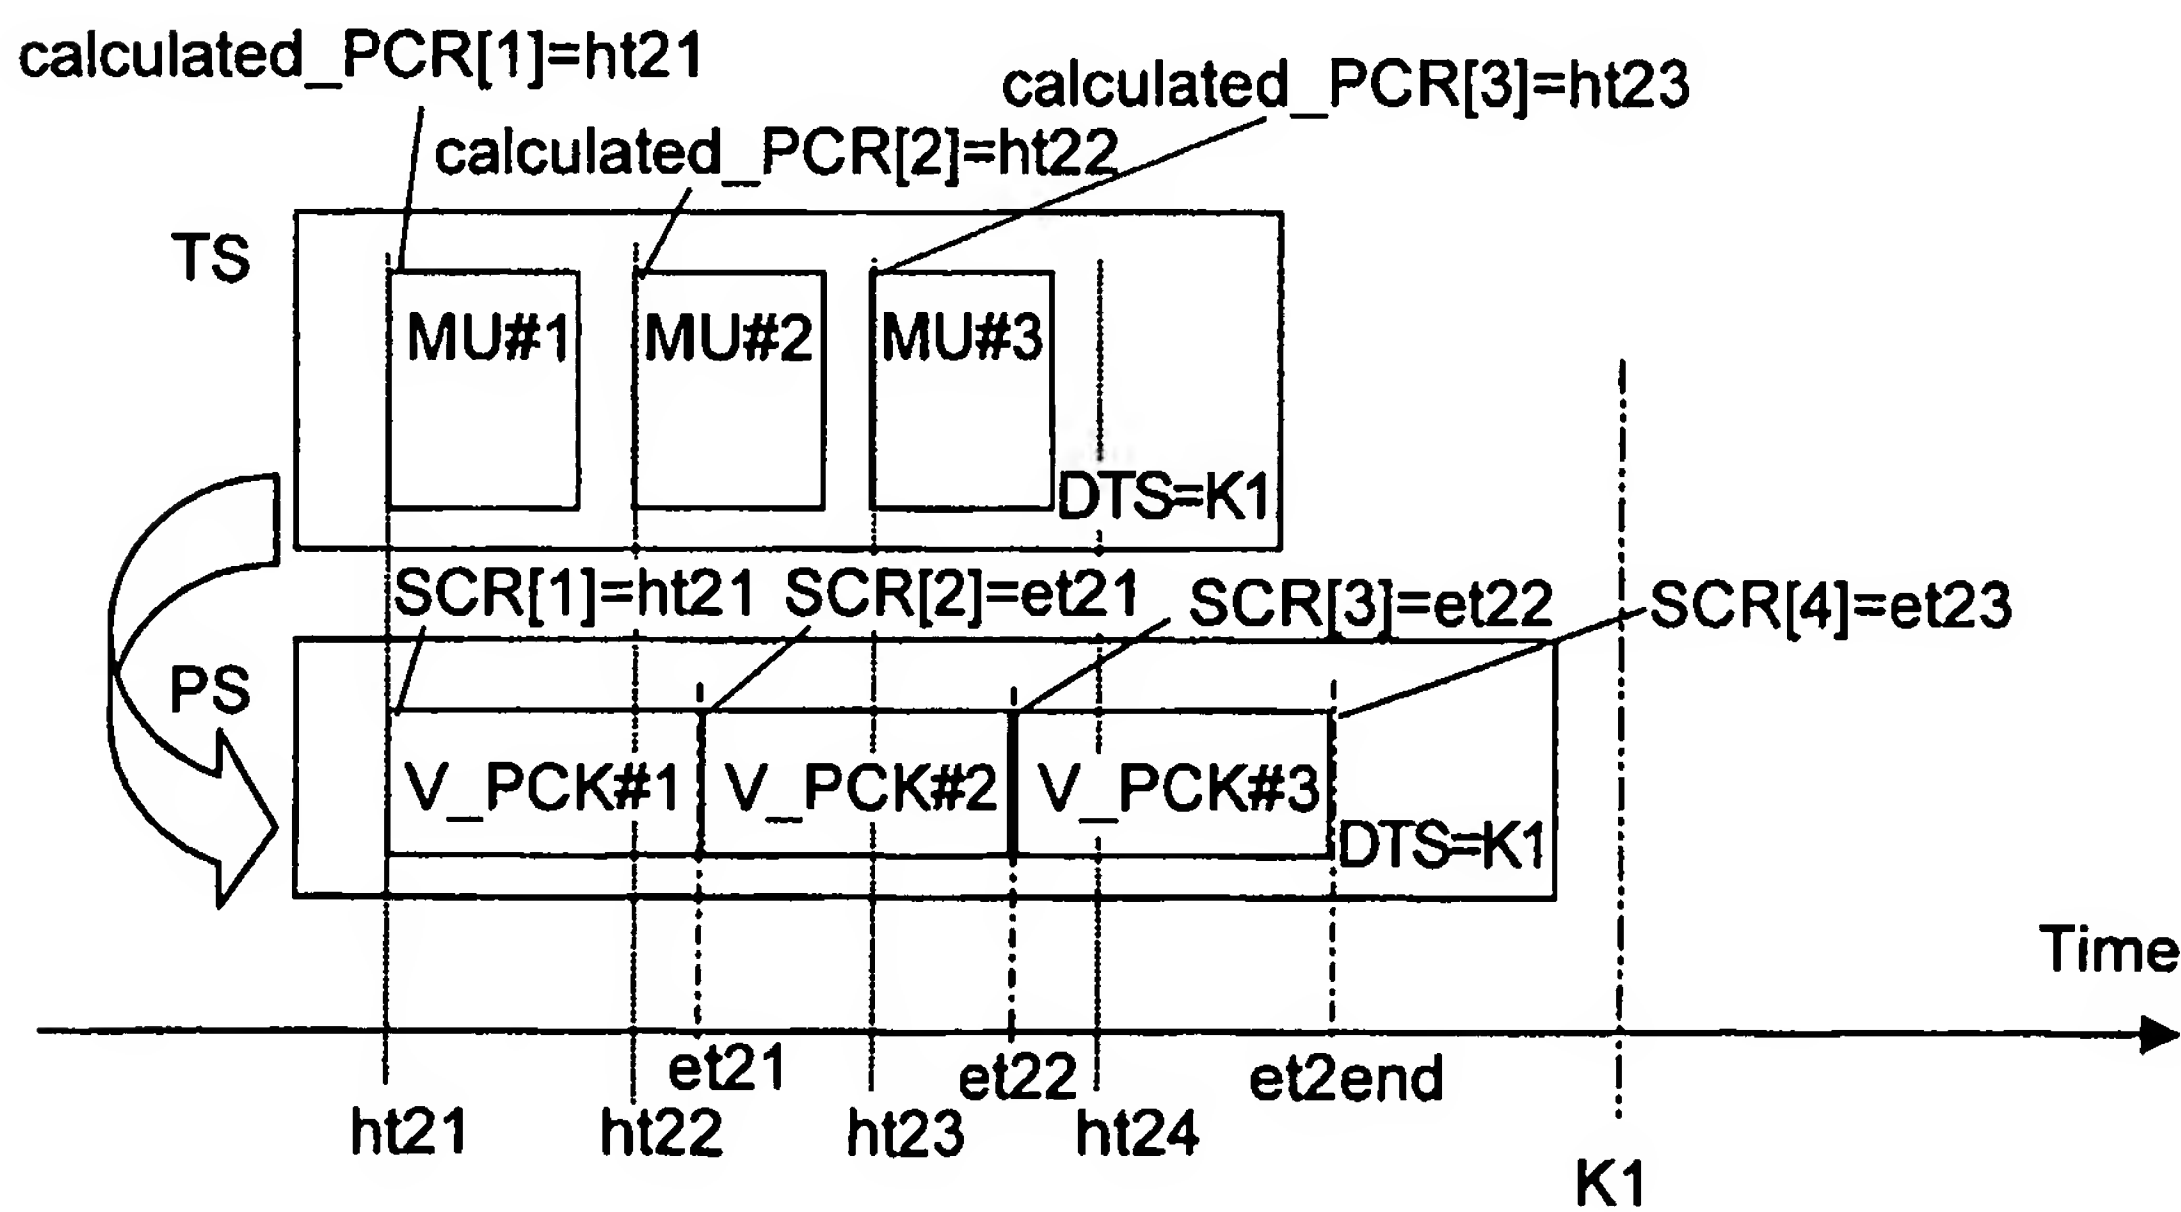 calculated_PCR[1]=ht21
calculated_PCR[3]=ht23
calculated_PCR[2]=ht22
TS
MU#1
MU#2
MU#3
DTS=K1
SCR[1]=ht21
SCR[2]=et21
SCR[3]=et22
SCR[4]=et23
PS
V_PCK#1
V_PCK#2
V_PCK#3
DTS=K1
Time
et21
et22
et2end
ht21
ht22
ht23
ht24
K1